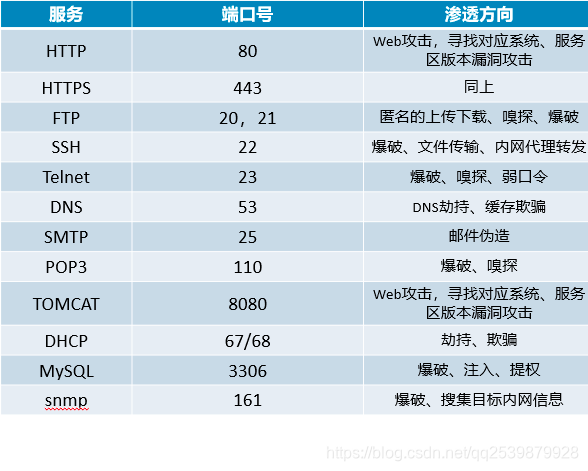 服务 端口号 渗透方向
HTTP 80 Web攻击，寻找对应系统、服务
区版本漏洞攻击
HTTPS 443 同上
FTP 20，21 匿名的上传下载、嗅探、爆破
SSH 22 爆破、文件传输、内网代理转发
Telnet 23 爆破、嗅探、弱口令
DNS 53 DNS劫持、缓存欺骗
SMTP 25 邮件伪造
POP3 110 爆破、嗅探
TOMCAT 8080 Web攻击，寻找对应系统、服务
区版本漏洞攻击
DHCP 67/68 劫持、欺骗
MySQL 3306 爆破、注入、提权
snmp 161 爆破、搜集目标内网信息
https://blog.csdn.net/qq2539879928